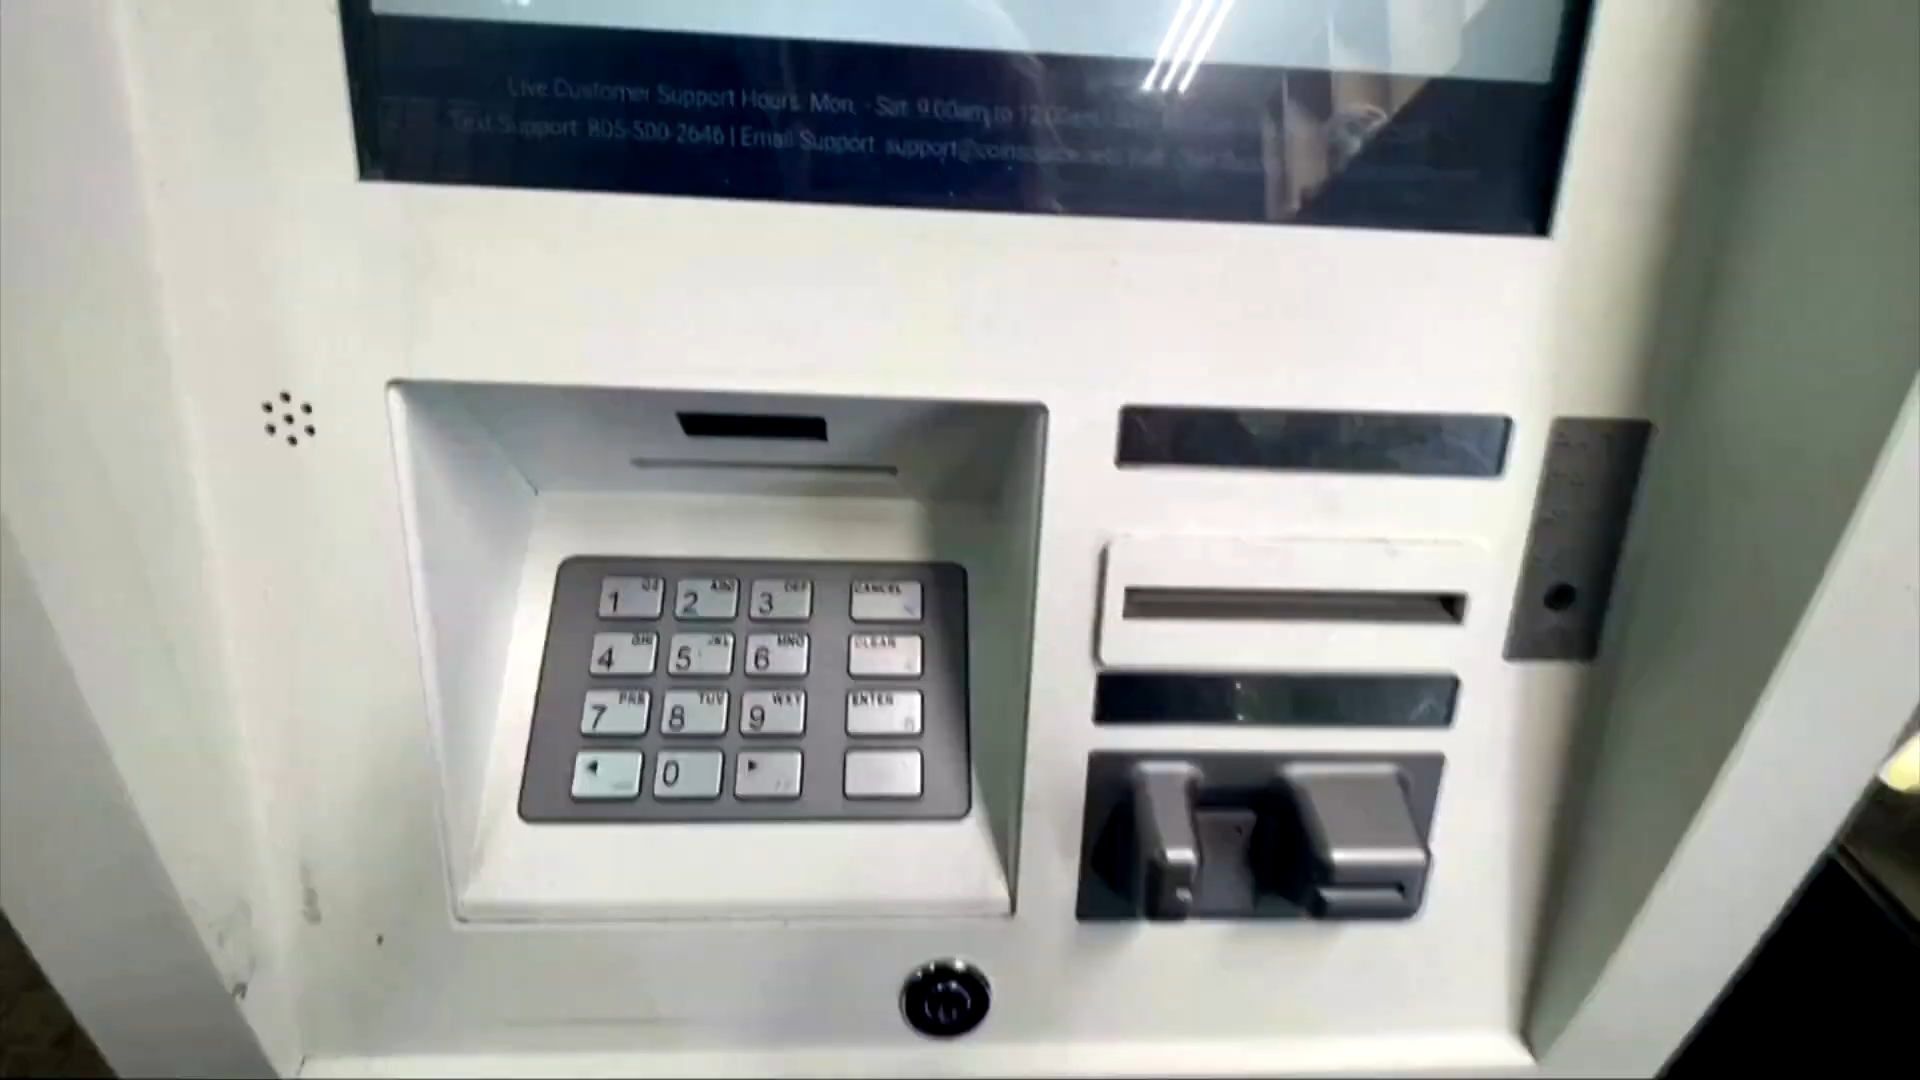 Live Customer Support Hours: Mon. - Sat. 9:00am to 12:00am
Text Support: 805-500-2646 | Email Support: support@coinsource.net
1 QZ 2 ABC 3 DEF CANCEL
4 GHI 5 JKL 6 MNO CLEAR
7 PRS 8 TUV 9 WXY ENTER
0